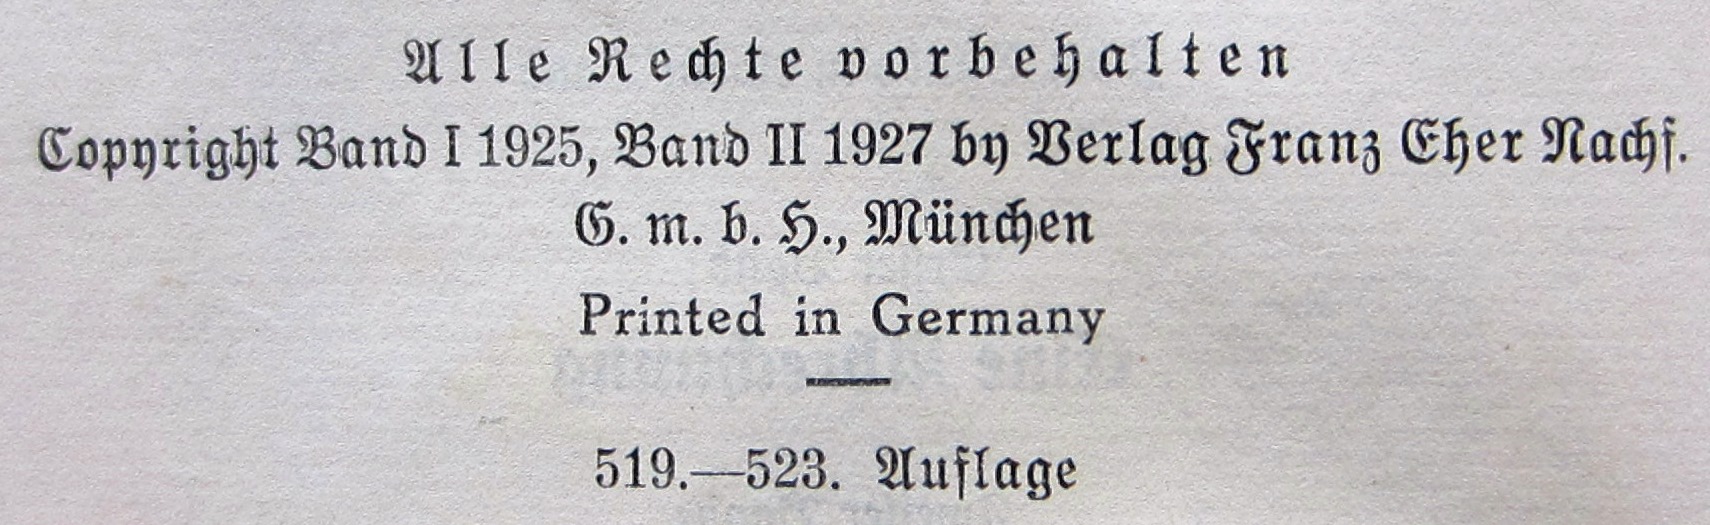 Alle Rechte vorbehalten
Copyright Band I 1925, Band II 1927 by Verlag Franz Eher Nachf.
G. m. b. H., München
Printed in Germany
519.—523. Auflage